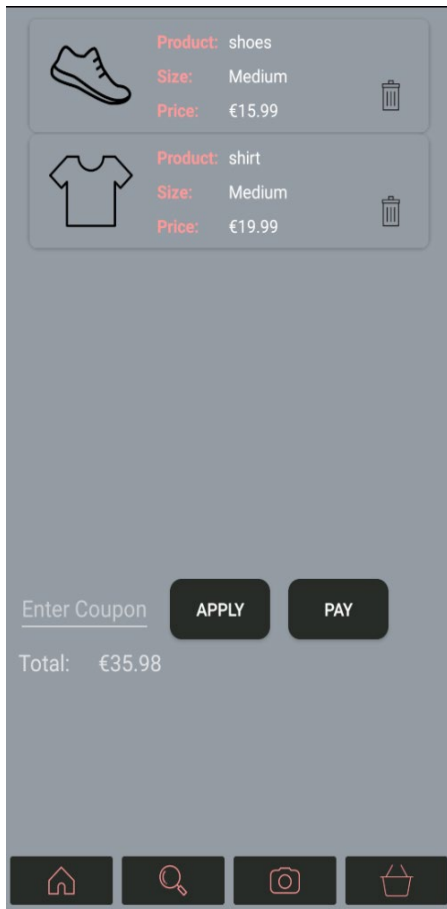 Product: shoes
Size: Medium
Price: €15.99
Product: shirt
Size: Medium
Price: €19.99
Enter Coupon APPLY PAY
Total: €35.98